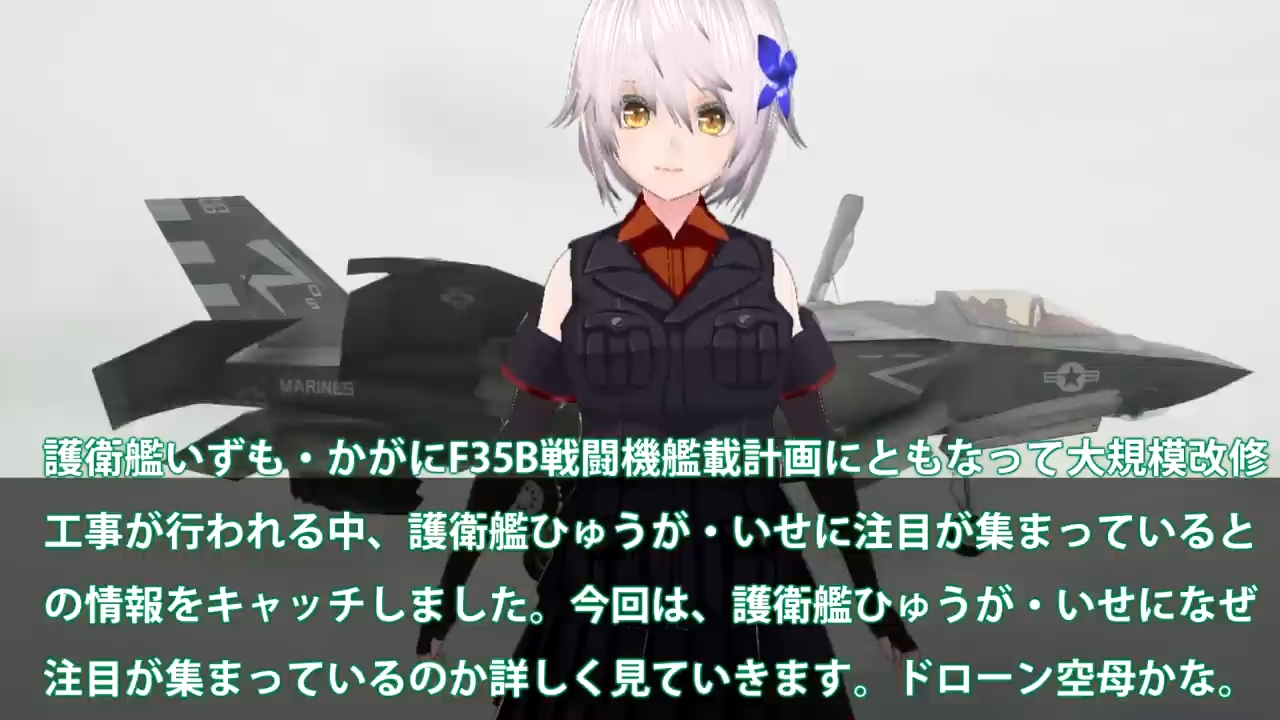 65
OS
MARINES
護衛艦いずも・かがにF35B戦闘機艦載計画にともなって大規模改修
工事が行われる中、護衛艦ひゅうが・いせに注目が集まっていると
の情報をキャッチしました。今回は、護衛艦ひゅうが・いせになぜ
注目が集まっているのか詳しく見ていきます。ドローン空母かな。